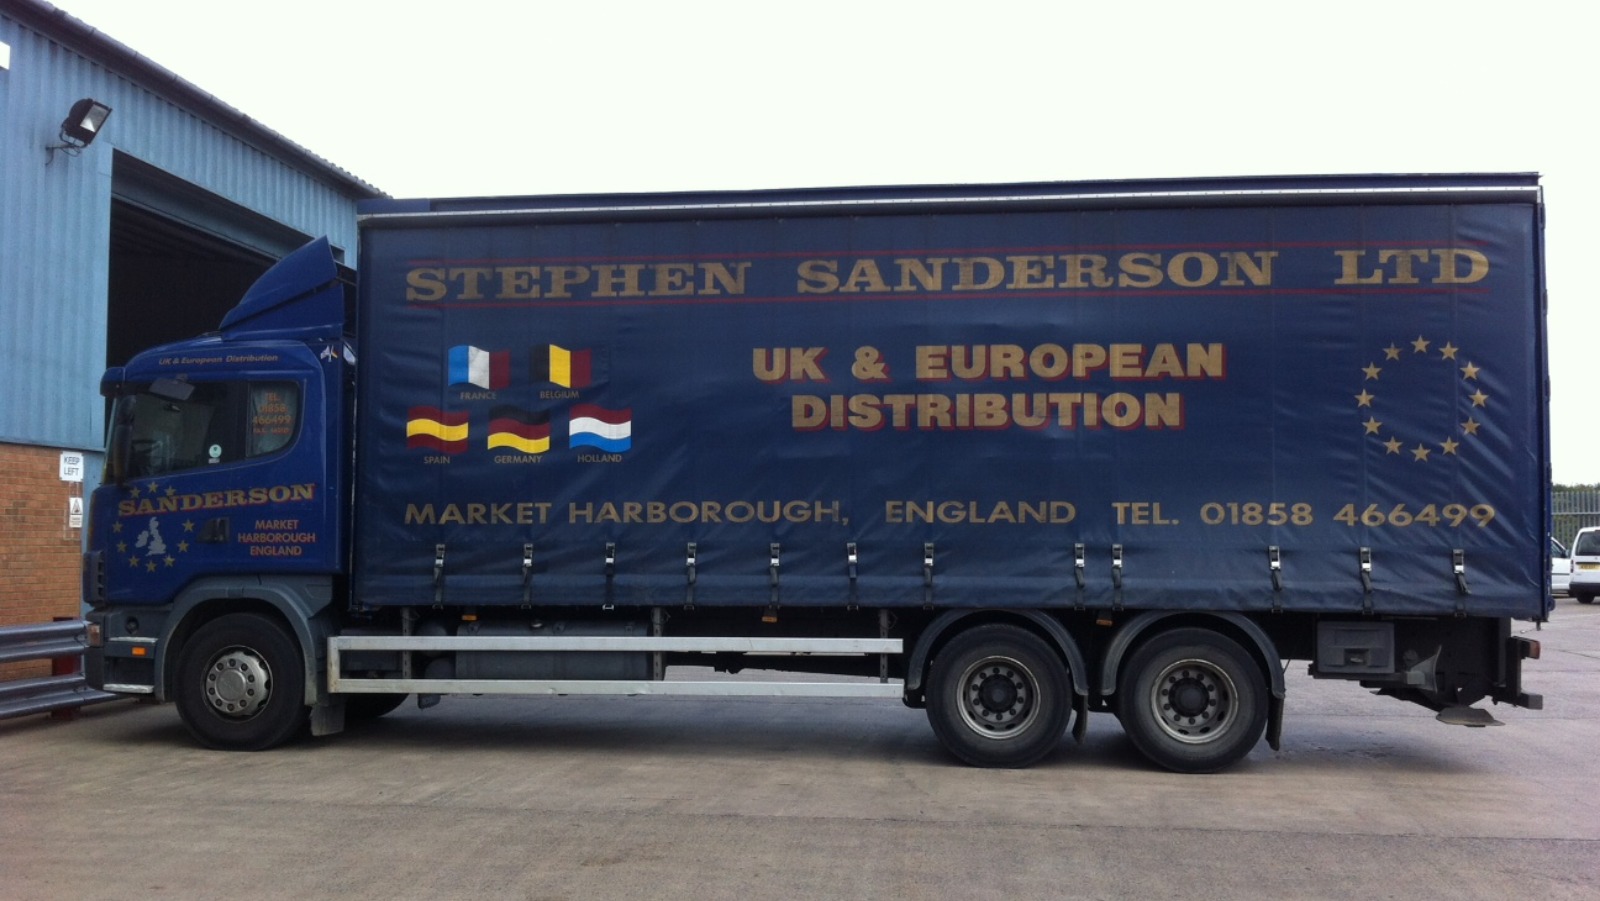 STEPHEN SANDERSON LTD
UK & EUROPEAN
DISTRIBUTION
FRANCE BELGIUM
SPAIN GERMANY HOLLAND
MARKET HARBOROUGH, ENGLAND TEL. 01858 466499
UK & European Distribution
TEL.
01858
466499
SANDERSON
MARKET
HARBOROUGH
ENGLAND
KEEP
LEFT